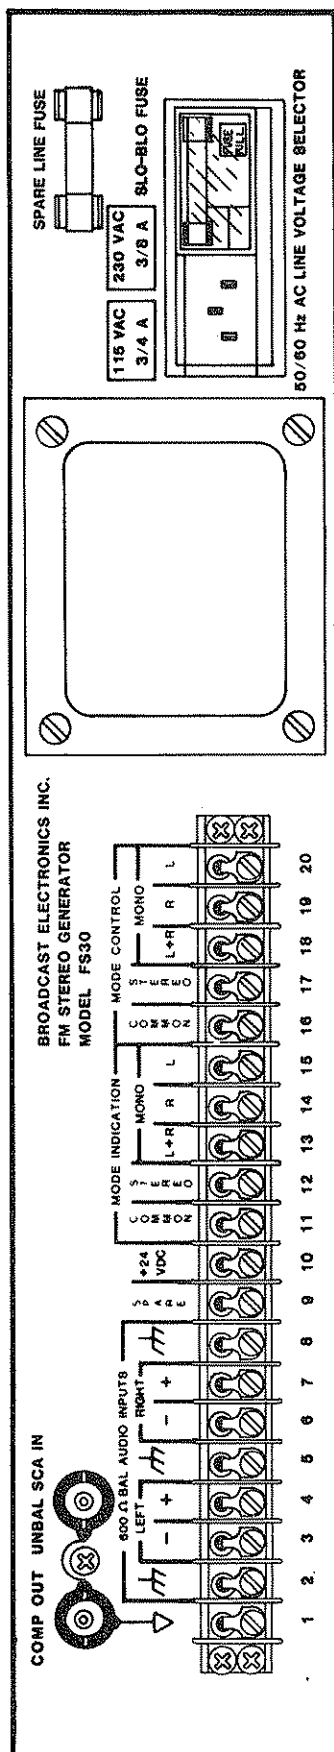 COMP OUT UNBAL SCA IN
BROADCAST ELECTRONICS INC.
FM STEREO GENERATOR
MODEL FS30
SPARE LINE FUSE
115 VAC
3/4 A
230 VAC
3/8 A
SLO-BLO FUSE
FUSE
PULL
50/60 Hz AC LINE VOLTAGE SELECTOR
600 Ω BAL AUDIO INPUTS
LEFT
RIGHT
- +
- +
SPARE
+24
VDC
MODE INDICATION
COMMON
STEREO
MONO
L+R R L
MODE CONTROL
COMMON
STEREO
MONO
L+R R L
1 2 3 4 5 6 7 8 9 10 11 12 13 14 15 16 17 18 19 20